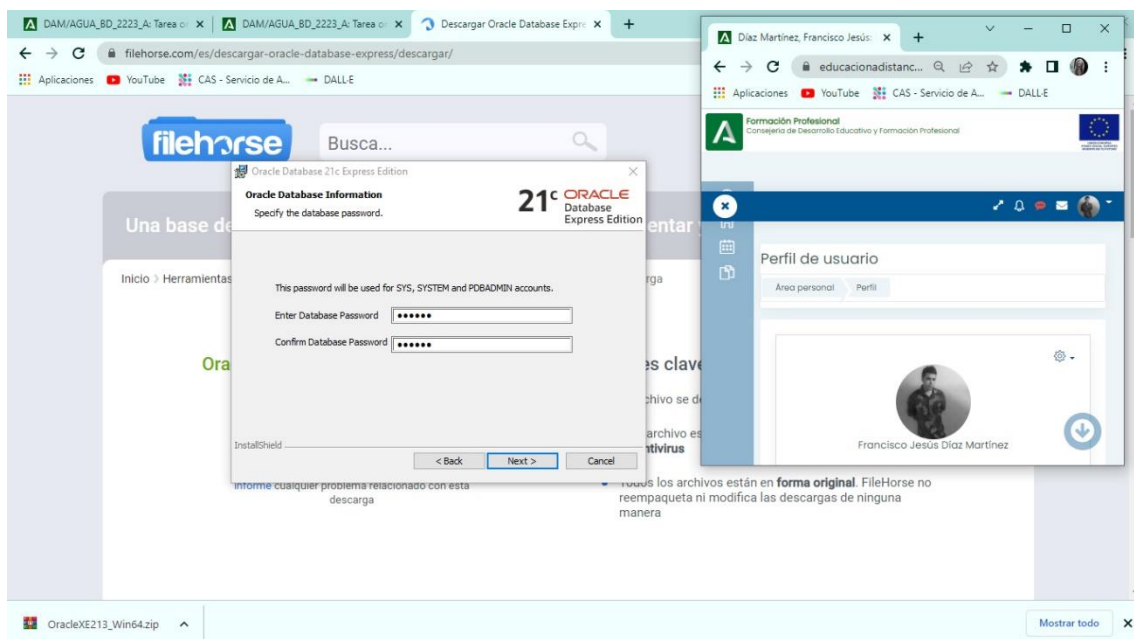 DAM/AGUA_BD_2223_A: Tarea o
DAM/AGUA_BD_2223_A: Tarea o
Descargar Oracle Database Expre
filehorse.com/es/descargar-oracle-database-express/descargar/
Aplicaciones YouTube CAS - Servicio de A... DALL·E
filehorse
Busca...
Una base de
entar
Inicio > Herramientas
rga
Ora
es clave
chivo se d
archivo es
ntivirus
Informe cualquier problema relacionado con esta
descarga
Todos los archivos están en forma original. FileHorse no
reempaqueta ni modifica las descargas de ninguna
manera
Oracle Database 21c Express Edition
Oracle Database Information
Specify the database password.
21c ORACLE
Database
Express Edition
This password will be used for SYS, SYSTEM and PDBADMIN accounts.
Enter Database Password ••••••
Confirm Database Password ••••••
InstallShield
< Back Next > Cancel
Díaz Martínez, Francisco Jesús:
educacionadistanc...
Aplicaciones YouTube CAS - Servicio de A... DALL·E
Formación Profesional
Consejería de Desarrollo Educativo y Formación Profesional
Perfil de usuario
Área personal Perfil
Francisco Jesús Díaz Martínez
OracleXE213_Win64.zip
Mostrar todo